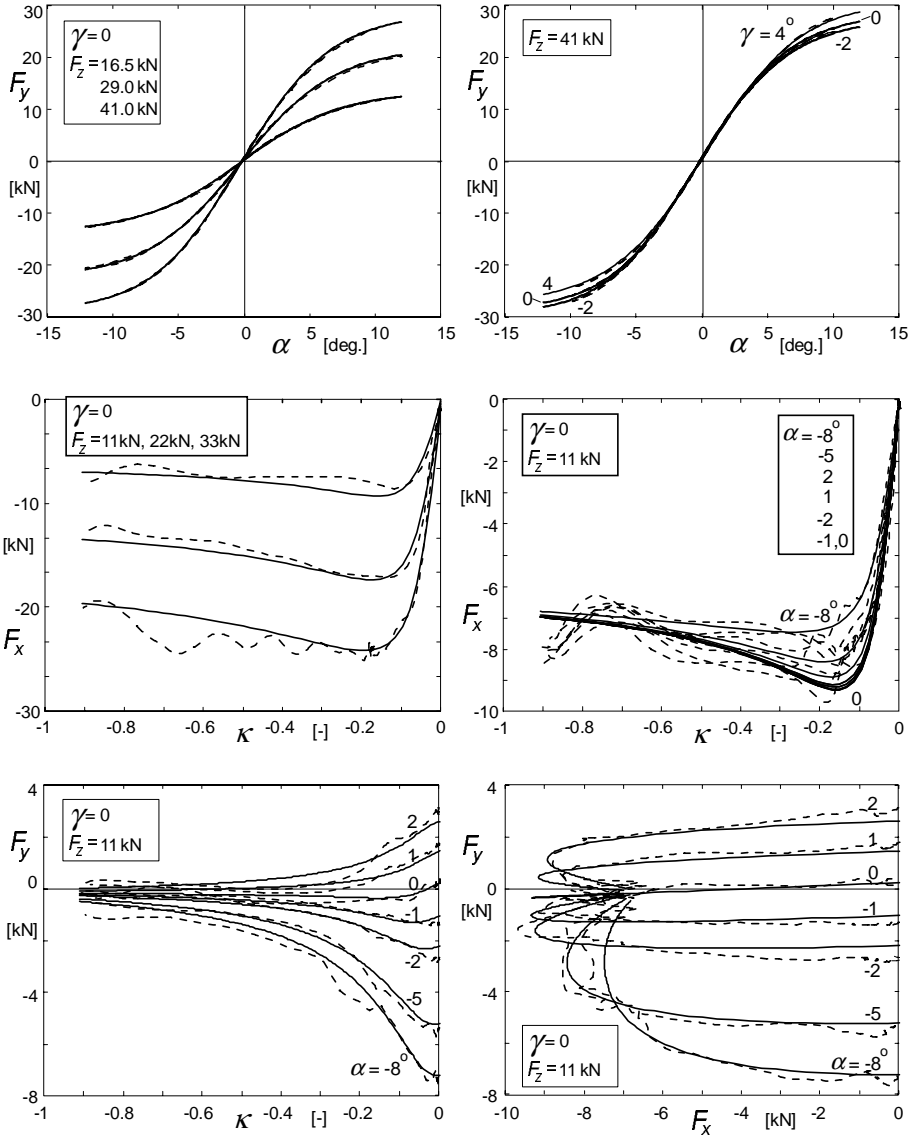 30
20
10
0
-10
-20
-30
F_y
[kN]
γ = 0
F_z = 16.5 kN
29.0 kN
41.0 kN
-15 -10 -5 0 5 10 15
α [deg.]
30
20
10
0
-10
-20
-30
F_y
[kN]
F_z = 41 kN
γ = 4°
0
-2
4
0
-2
-15 -10 -5 0 5 10 15
α [deg.]
0
-10
[kN]
-20
F_x
-30
γ = 0
F_z = 11kN, 22kN, 33kN
-1 -0.8 -0.6 -0.4 -0.2 0
κ [-]
0
-2
[kN]
-4
-6
F_x
-8
-10
γ = 0
F_z = 11 kN
α = -8°
-5
2
1
-2
-1,0
α = -8°
0
-1 -0.8 -0.6 -0.4 -0.2 0
κ [-]
4
F_y
0
[kN]
-4
-8
γ = 0
F_z = 11 kN
2
1
0
-1
-2
-5
α = -8°
-1 -0.8 -0.6 -0.4 -0.2 0
κ [-]
4
F_y
0
[kN]
-4
-8
2
1
0
-1
-2
-5
α = -8°
γ = 0
F_z = 11 kN
-10 -8 -6 -4 -2 0
F_x [kN]